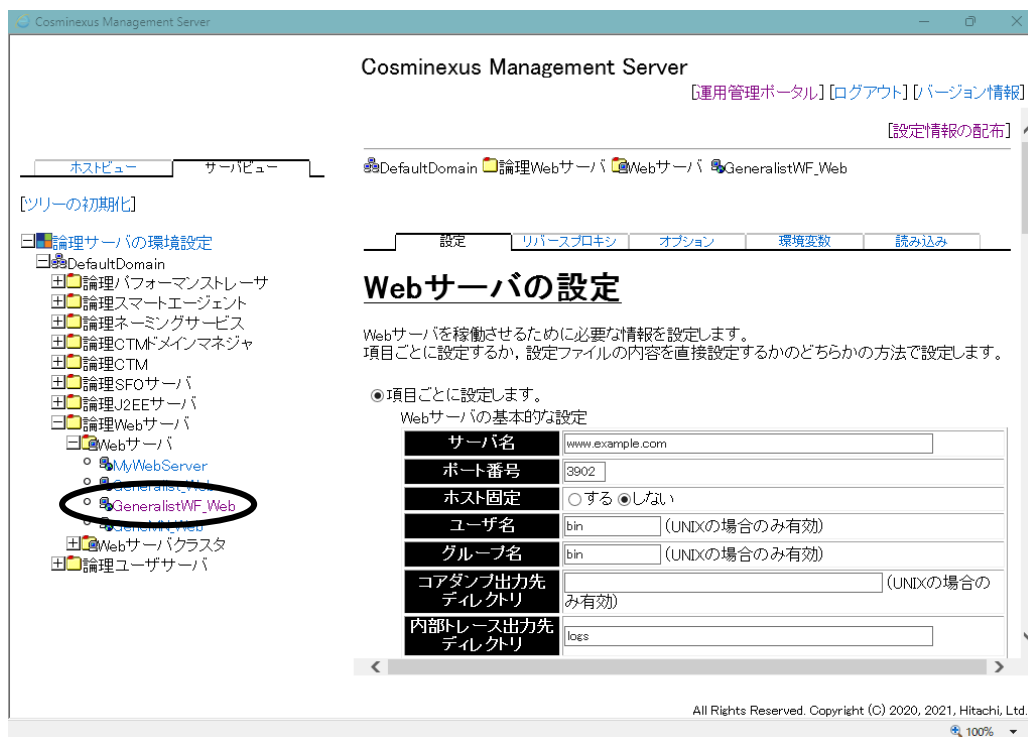 Cosminexus Management Server
Cosminexus Management Server
[運用管理ポータル] [ログアウト] [バージョン情報]
[設定情報の配布]
ホストビュー サーバビュー
DefaultDomain 論理Webサーバ Webサーバ GeneralistWF_Web
[ツリーの初期化]
論理サーバの環境設定
DefaultDomain
論理パフォーマンストレーサ
論理スマートエージェント
論理ネーミングサービス
論理CTMドメインマネジャ
論理CTM
論理SFOサーバ
論理J2EEサーバ
論理Webサーバ
Webサーバ
MyWebServer
Generalist_Web
GeneralistWF_Web
GeneMN_Web
Webサーバクラスタ
論理ユーザサーバ
設定 リバースプロキシ オプション 環境変数 読み込み
Webサーバの設定
Webサーバを稼働させるために必要な情報を設定します。
項目ごとに設定するか，設定ファイルの内容を直接設定するかのどちらかの方法で設定します。
項目ごとに設定します。
Webサーバの基本的な設定
サーバ名 www.example.com
ポート番号 3902
ホスト固定 する しない
ユーザ名 bin (UNIXの場合のみ有効)
グループ名 bin (UNIXの場合のみ有効)
コアダンプ出力先
ディレクトリ
(UNIXの場合の
み有効)
内部トレース出力先
ディレクトリ
logs
All Rights Reserved. Copyright (C) 2020, 2021, Hitachi, Ltd.
100%